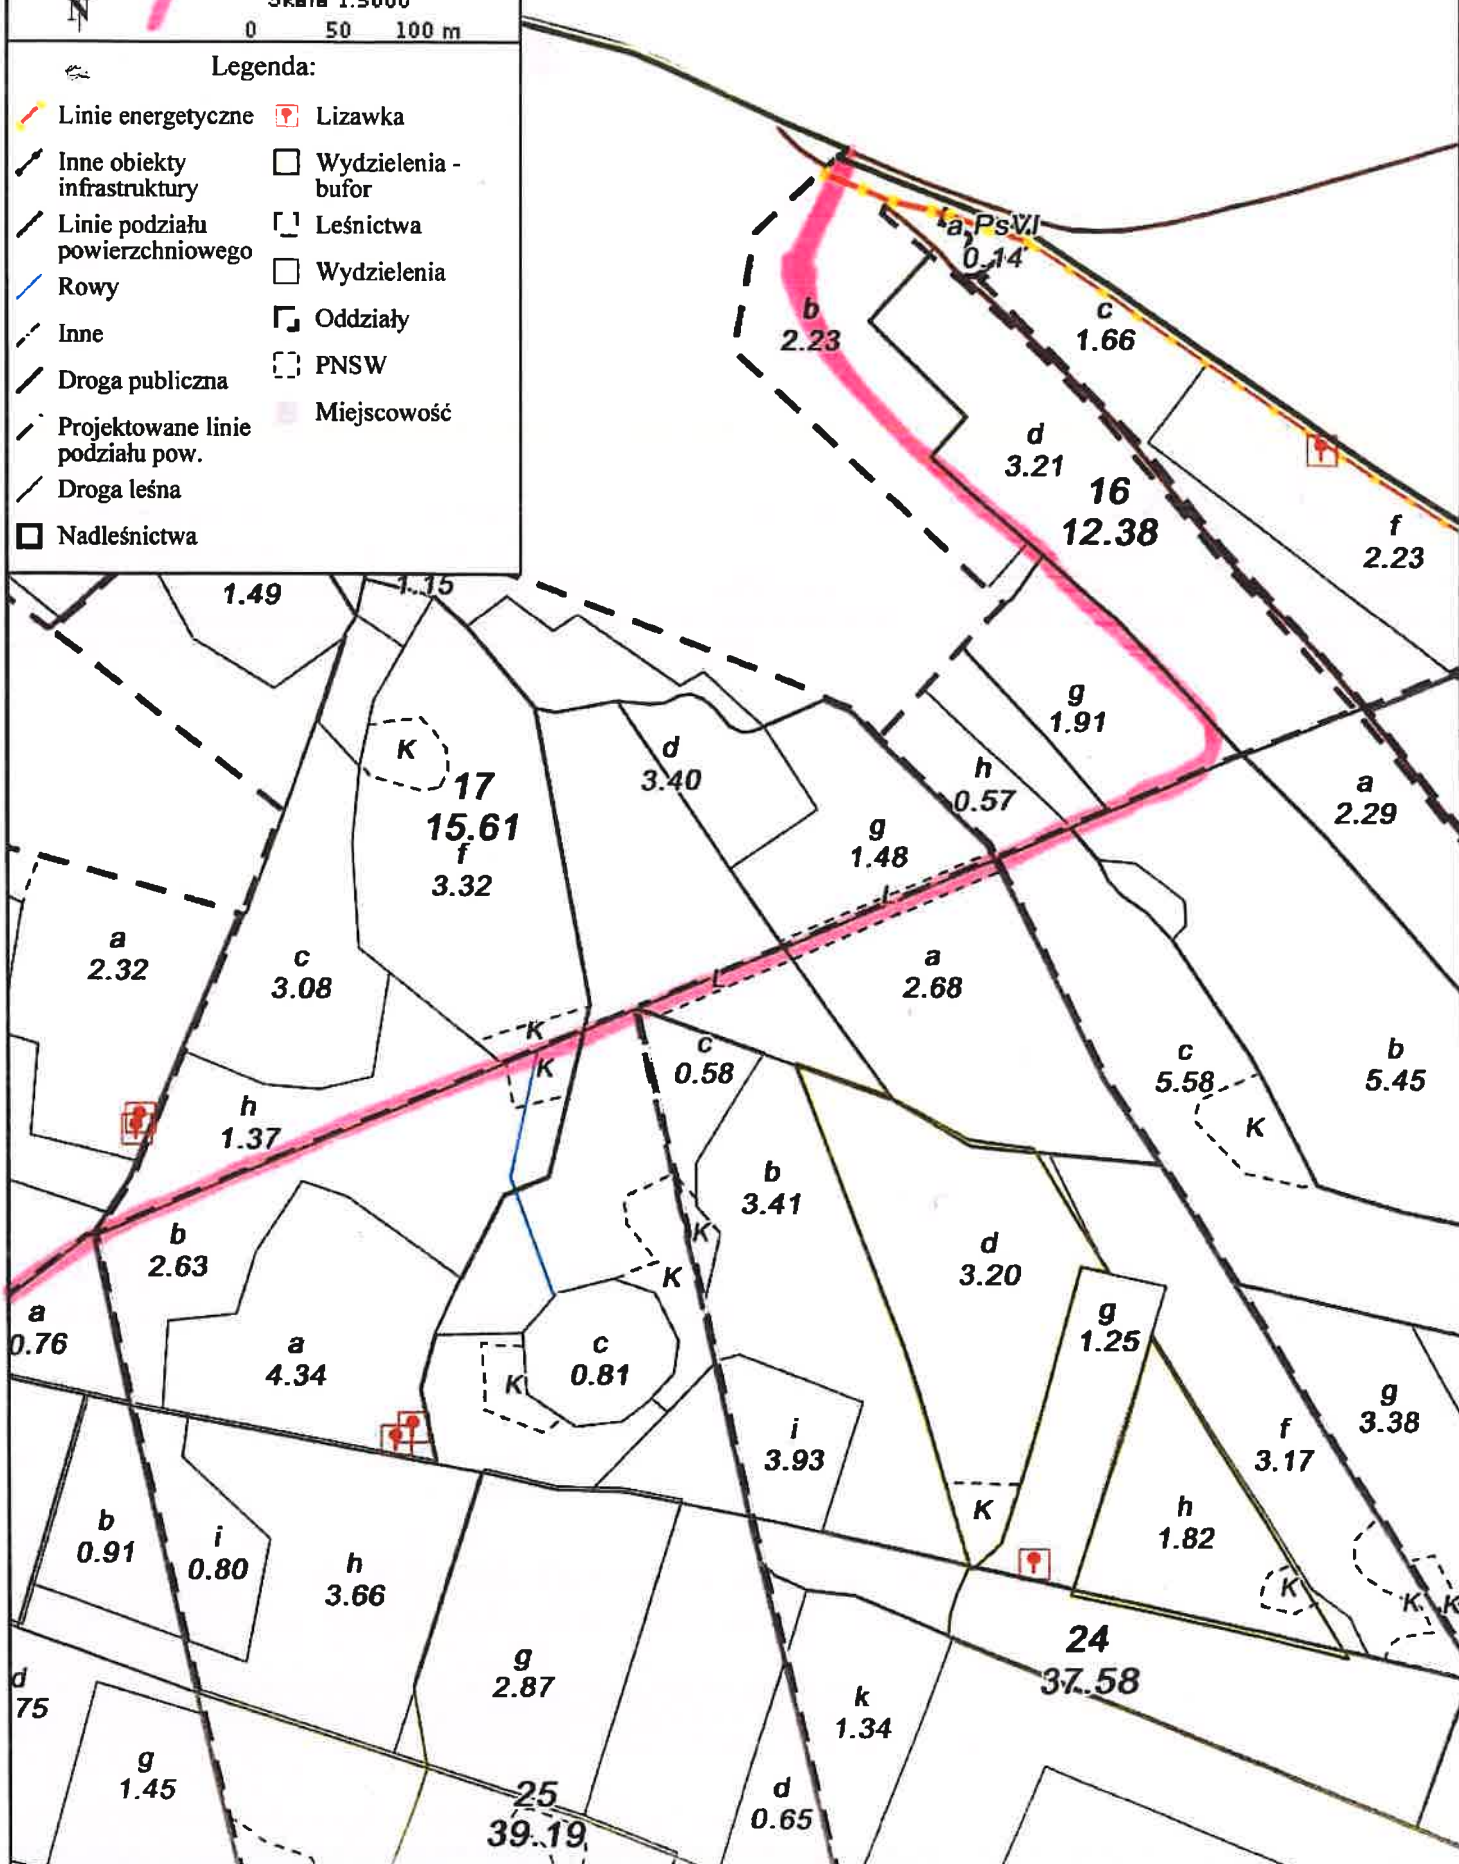 N
Skala 1:5000
0 50 100 m
Legenda:
Linie energetyczne
Inne obiekty
infrastruktury
Linie podziału
powierzchniowego
Rowy
Inne
Droga publiczna
Projektowane linie
podziału pow.
Droga leśna
Nadleśnictwa
Lizawka
Wydzielenia -
bufor
Leśnictwa
Wydzielenia
Oddziały
PNSW
Miejscowość
a PsVI
0.14
b
2.23
c
1.66
d
3.21
16
12.38
f
2.23
1.49
1.15
g
1.91
K
17
15.61
f
3.32
d
3.40
h
0.57
a
2.29
g
1.48
L
a
2.32
c
3.08
a
2.68
L
K
K
c
0.58
c
5.58
b
5.45
K
h
1.37
b
3.41
K
K
b
2.63
d
3.20
a
0.76
a
4.34
c
0.81
K
g
1.25
i
3.93
g
3.38
f
3.17
K
h
1.82
b
0.91
i
0.80
h
3.66
K
K
K
24
37.58
g
2.87
d
75
k
1.34
g
1.45
25
39.19
d
0.65